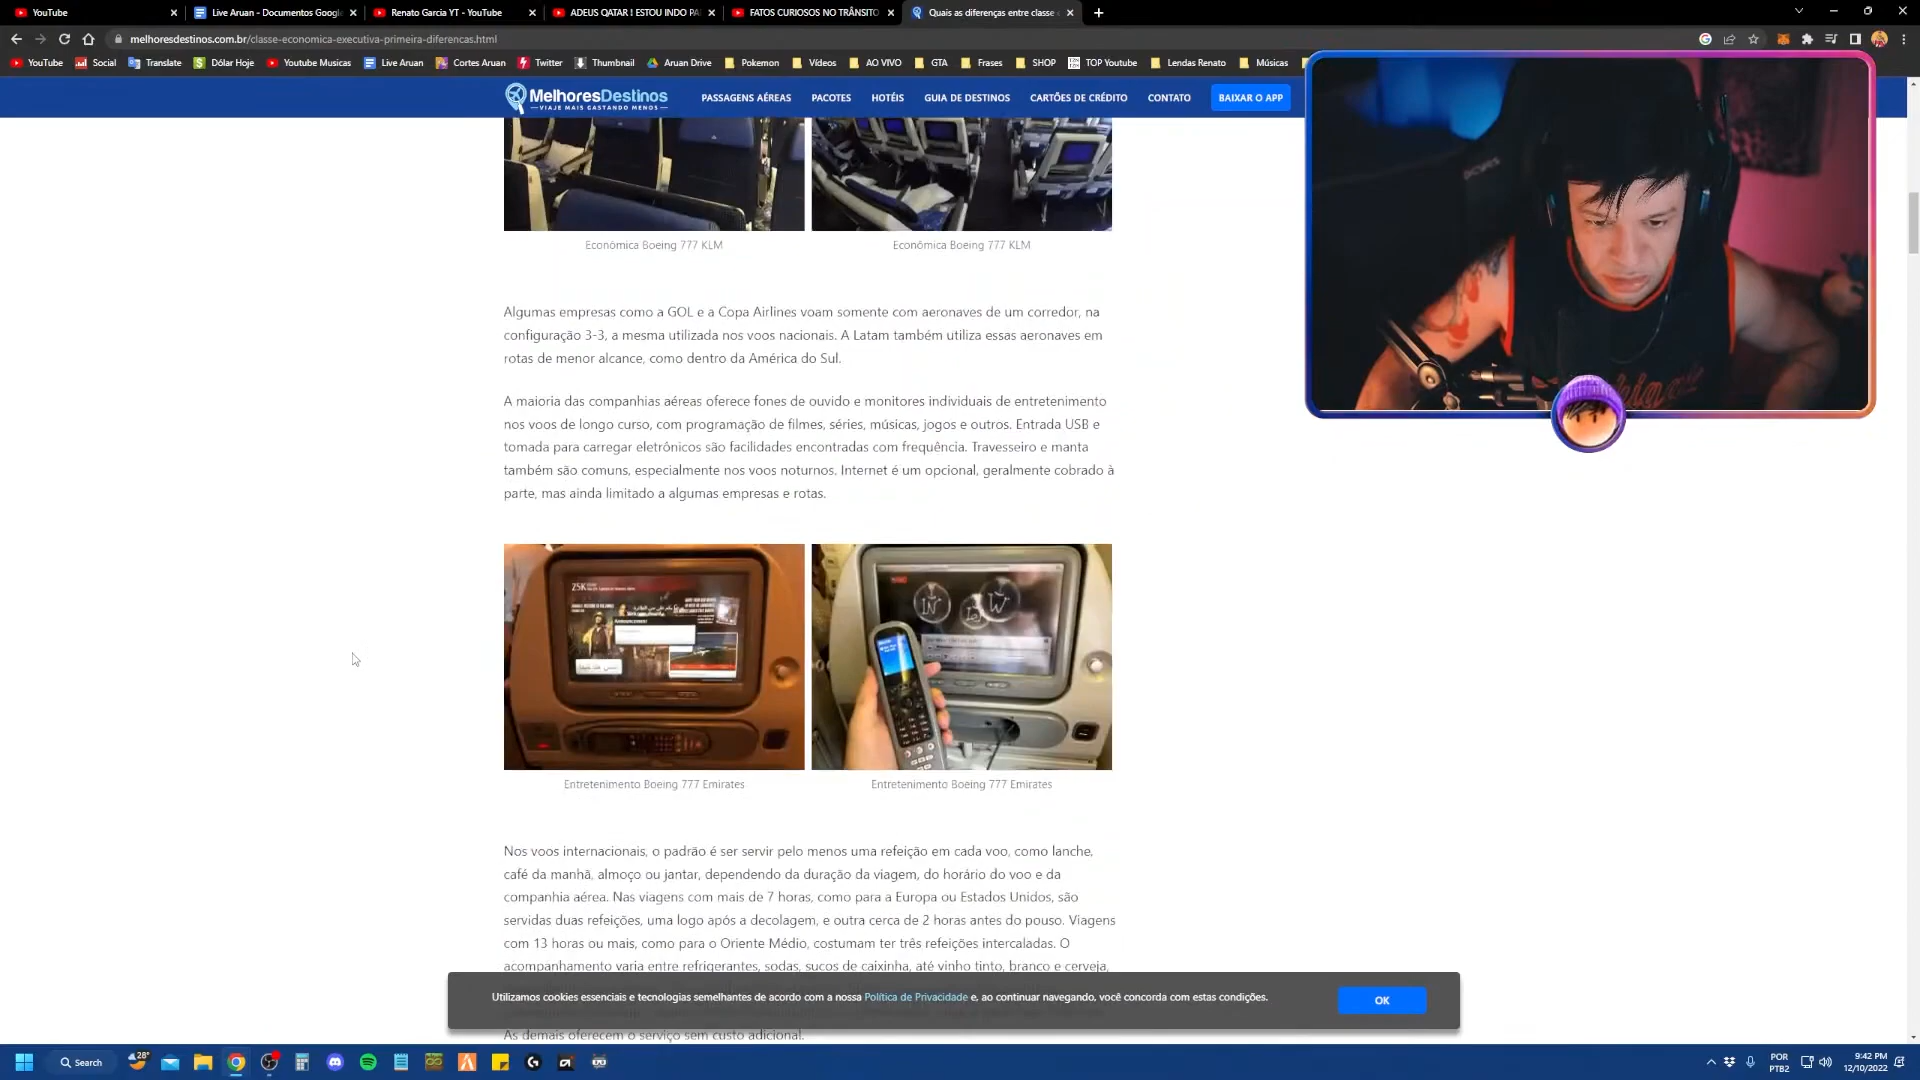 YouTube
Live Aruan - Documentos Google
Renato Garcia YT - YouTube
ADEUS QATAR ! ESTOU INDO PA
FATOS CURIOSOS NO TRÂNSITO
Quais as diferenças entre classe
melhoresdestinos.com.br/classe-economica-executiva-primeira-diferencas.html
YouTube
Social
Translate
Dólar Hoje
Youtube Musicas
Live Aruan
Cortes Aruan
Twitter
Thumbnail
Aruan Drive
Pokemon
Vídeos
AO VIVO
GTA
Frases
SHOP
TOP Youtube
Lendas Renato
Músicas
MelhoresDestinos
VIAJE MAIS GASTANDO MENOS
PASSAGENS AÉREAS
PACOTES
HOTÉIS
GUIA DE DESTINOS
CARTÕES DE CRÉDITO
CONTATO
BAIXAR O APP
Econômica Boeing 777 KLM
Econômica Boeing 777 KLM
Algumas empresas como a GOL e a Copa Airlines voam somente com aeronaves de um corredor, na
configuração 3-3, a mesma utilizada nos voos nacionais. A Latam também utiliza essas aeronaves em
rotas de menor alcance, como dentro da América do Sul.
A maioria das companhias aéreas oferece fones de ouvido e monitores individuais de entretenimento
nos voos de longo curso, com programação de filmes, séries, músicas, jogos e outros. Entrada USB e
tomada para carregar eletrônicos são facilidades encontradas com frequência. Travesseiro e manta
também são comuns, especialmente nos voos noturnos. Internet é um opcional, geralmente cobrado à
parte, mas ainda limitado a algumas empresas e rotas.
Entretenimento Boeing 777 Emirates
Entretenimento Boeing 777 Emirates
Nos voos internacionais, o padrão é ser servir pelo menos uma refeição em cada voo, como lanche,
café da manhã, almoço ou jantar, dependendo da duração da viagem, do horário do voo e da
companhia aérea. Nas viagens com mais de 7 horas, como para a Europa ou Estados Unidos, são
servidas duas refeições, uma logo após a decolagem, e outra cerca de 2 horas antes do pouso. Viagens
com 13 horas ou mais, como para o Oriente Médio, costumam ter três refeições intercaladas. O
acompanhamento varia entre refrigerantes, sodas, sucos de caixinha, até vinho tinto, branco e cerveja,
Utilizamos cookies essenciais e tecnologias semelhantes de acordo com a nossa Política de Privacidade e, ao continuar navegando, você concorda com estas condições.
OK
As demais oferecem o serviço sem custo adicional.
28°
Search
POR
PTB2
9:42 PM
12/10/2022